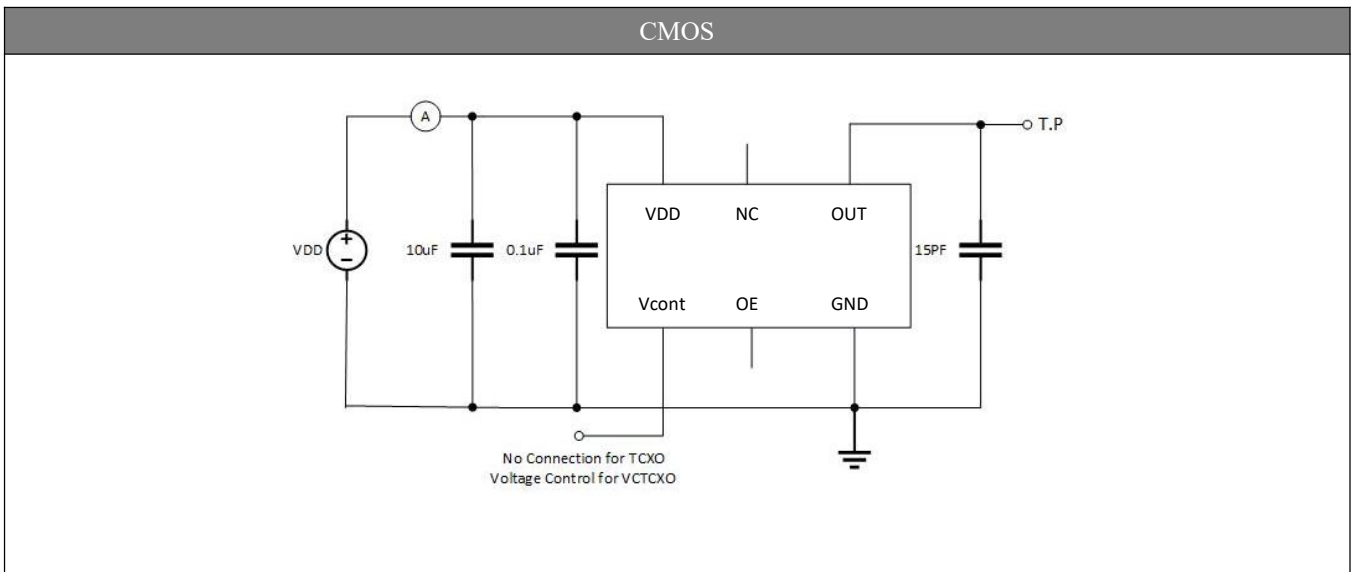 CMOS
A
T.P
VDD NC OUT
VDD + − 10uF 0.1uF 15PF
Vcont OE GND
No Connection for TCXO
Voltage Control for VCTCXO